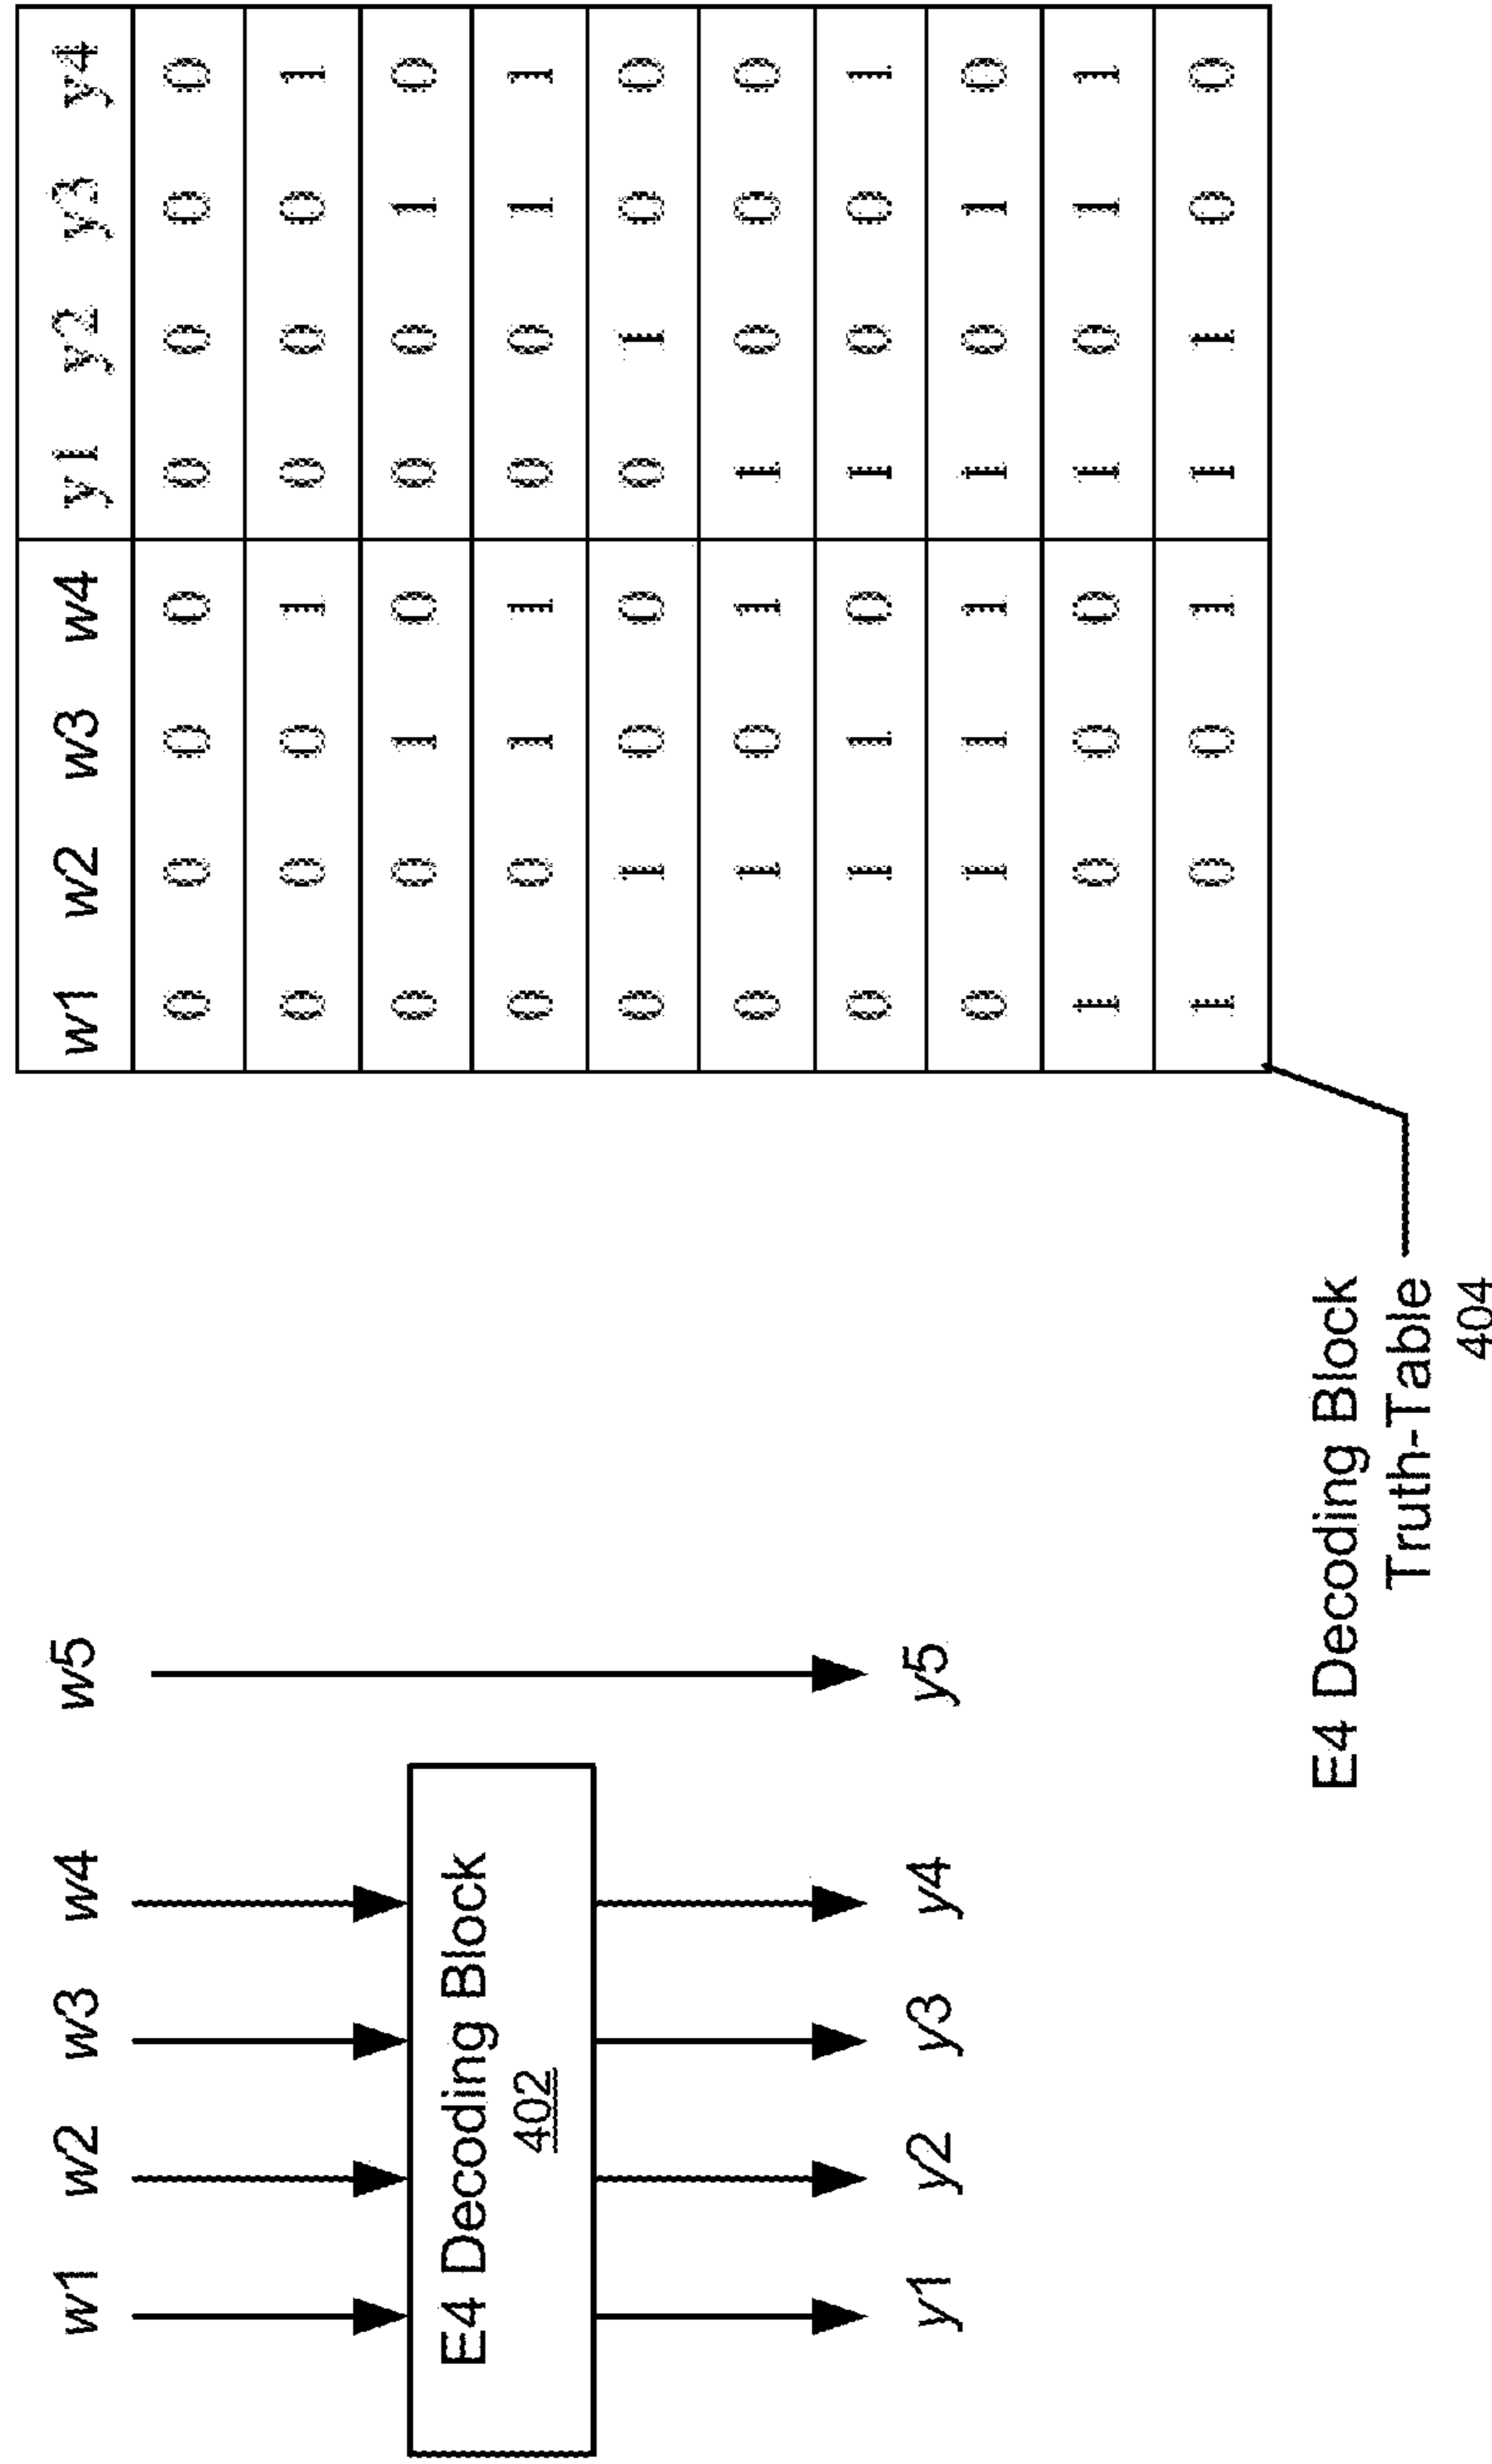 w1 w2 w3 w4 w5
E4 Decoding Block
402
y1 y2 y3 y4 y5
w1 w2 w3 w4 y1 y2 y3 y4
0 0 0 0 0 0 0 0
0 0 0 1 0 0 0 1
0 0 1 0 0 0 1 0
0 0 1 1 0 0 1 1
0 1 0 0 0 1 0 0
0 1 0 1 1 0 0 0
0 1 1 0 1 0 0 1
0 1 1 1 1 0 1 0
1 0 0 0 1 0 1 1
1 0 0 1 1 1 0 0
E4 Decoding Block
Truth-Table
404